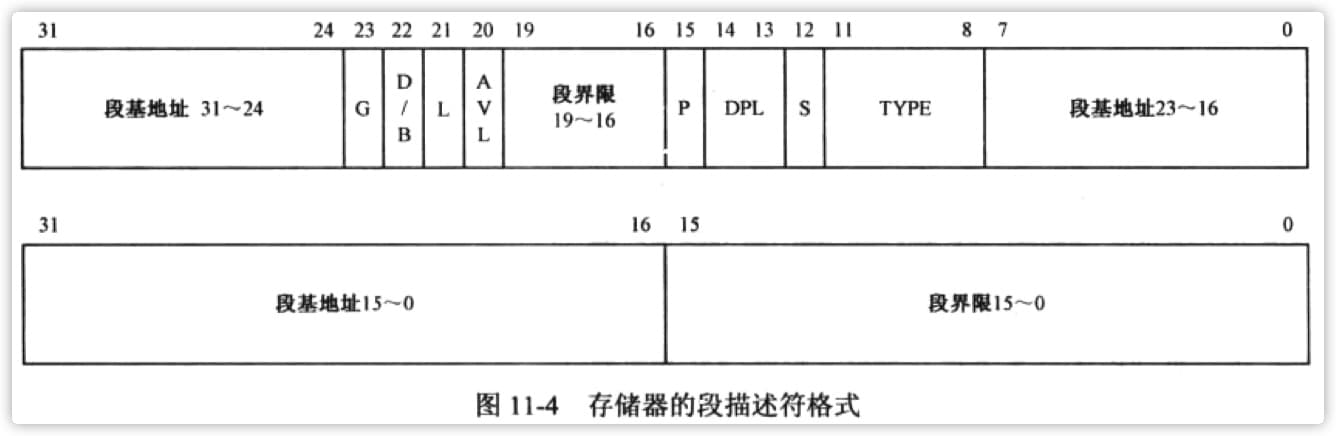 31 24 23 22 21 20 19 16 15 14 13 12 11 8 7 0
段基地址 31～24 G D/B L AVL 段界限 19～16 P DPL S TYPE 段基地址23～16
31 16 15 0
段基地址15～0 段界限15～0
图 11-4 存储器的段描述符格式